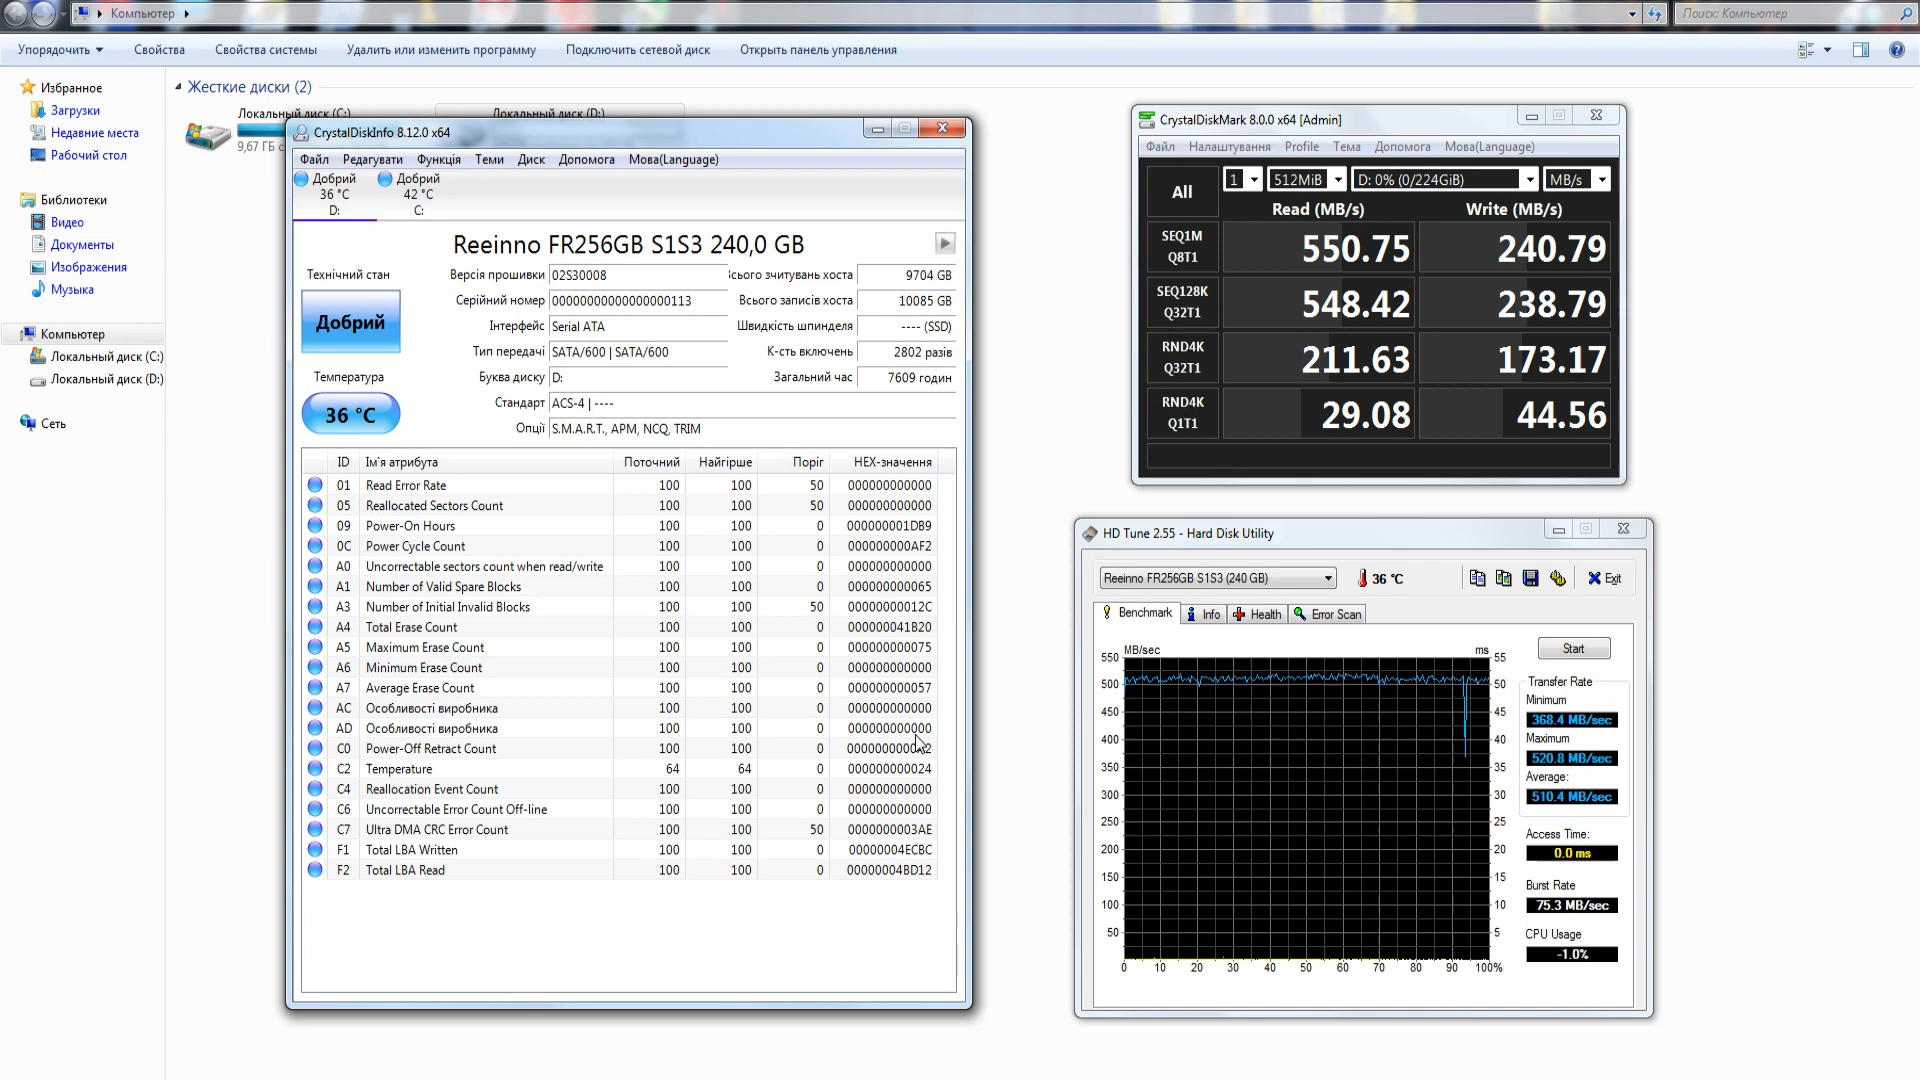 Компьютер
Поиск: Компьютер
Упорядочить
Свойства
Свойства системы
Удалить или изменить программу
Подключить сетевой диск
Открыть панель управления
Избранное
Загрузки
Недавние места
Рабочий стол
Библиотеки
Видео
Документы
Изображения
Музыка
Компьютер
Локальный диск (C:)
Локальный диск (D:)
Сеть
Жесткие диски (2)
Локальный диск (C:)
Локальный диск (D:)
9,67 ГБ
CrystalDiskInfo 8.12.0 x64
Файл Редагувати Функція Теми Диск Допомога Мова(Language)
Добрий Добрий
36 °C 42 °C
D: C:
Reeinno FR256GB S1S3 240,0 GB
Технічний стан
Добрий
Температура
36 °C
Версія прошивки 02S30008
Серійний номер 00000000000000000113
Інтерфейс Serial ATA
Тип передачі SATA/600 | SATA/600
Буква диску D:
Стандарт ACS-4 | ----
Опції S.M.A.R.T., APM, NCQ, TRIM
зчитувань хоста 9704 GB
Всього записів хоста 10085 GB
Швидкість шпинделя ---- (SSD)
К-сть включень 2802 разів
Загальний час 7609 годин
ID Ім`я атрибута Поточний Найгірше Поріг HEX-значення
01 Read Error Rate 100 100 50 000000000000
05 Reallocated Sectors Count 100 100 50 000000000000
09 Power-On Hours 100 100 0 000000001DB9
0C Power Cycle Count 100 100 0 000000000AF2
A0 Uncorrectable sectors count when read/write 100 100 0 000000000000
A1 Number of Valid Spare Blocks 100 100 0 000000000065
A3 Number of Initial Invalid Blocks 100 100 50 00000000012C
A4 Total Erase Count 100 100 0 000000041B20
A5 Maximum Erase Count 100 100 0 000000000075
A6 Minimum Erase Count 100 100 0 000000000000
A7 Average Erase Count 100 100 0 000000000057
AC Особливості виробника 100 100 0 000000000000
AD Особливості виробника 100 100 0 000000000000
C0 Power-Off Retract Count 100 100 0
C2 Temperature 64 64 0 000000000024
C4 Reallocation Event Count 100 100 0 000000000000
C6 Uncorrectable Error Count Off-line 100 100 0 000000000000
C7 Ultra DMA CRC Error Count 100 100 50 0000000003AE
F1 Total LBA Written 100 100 0 00000004ECBC
F2 Total LBA Read 100 100 0 00000004BD12
CrystalDiskMark 8.0.0 x64 [Admin]
Файл Налаштування Profile Тема Допомога Мова(Language)
All 1 512MiB D: 0% (0/224GiB) MB/s
Read (MB/s) Write (MB/s)
SEQ1M
Q8T1
550.75 240.79
SEQ128K
Q32T1
548.42 238.79
RND4K
Q32T1
211.63 173.17
RND4K
Q1T1
29.08 44.56
HD Tune 2.55 - Hard Disk Utility
Reeinno FR256GB S1S3 (240 GB) 36 °C Exit
Benchmark Info Health Error Scan
MB/sec ms
550 55
500 50
450 45
400 40
350 35
300 30
250 25
200 20
150 15
100 10
50 5
0 10 20 30 40 50 60 70 80 90 100%
Start
Transfer Rate
Minimum
368.4 MB/sec
Maximum
520.8 MB/sec
Average:
510.4 MB/sec
Access Time:
0.0 ms
Burst Rate
75.3 MB/sec
CPU Usage
-1.0%